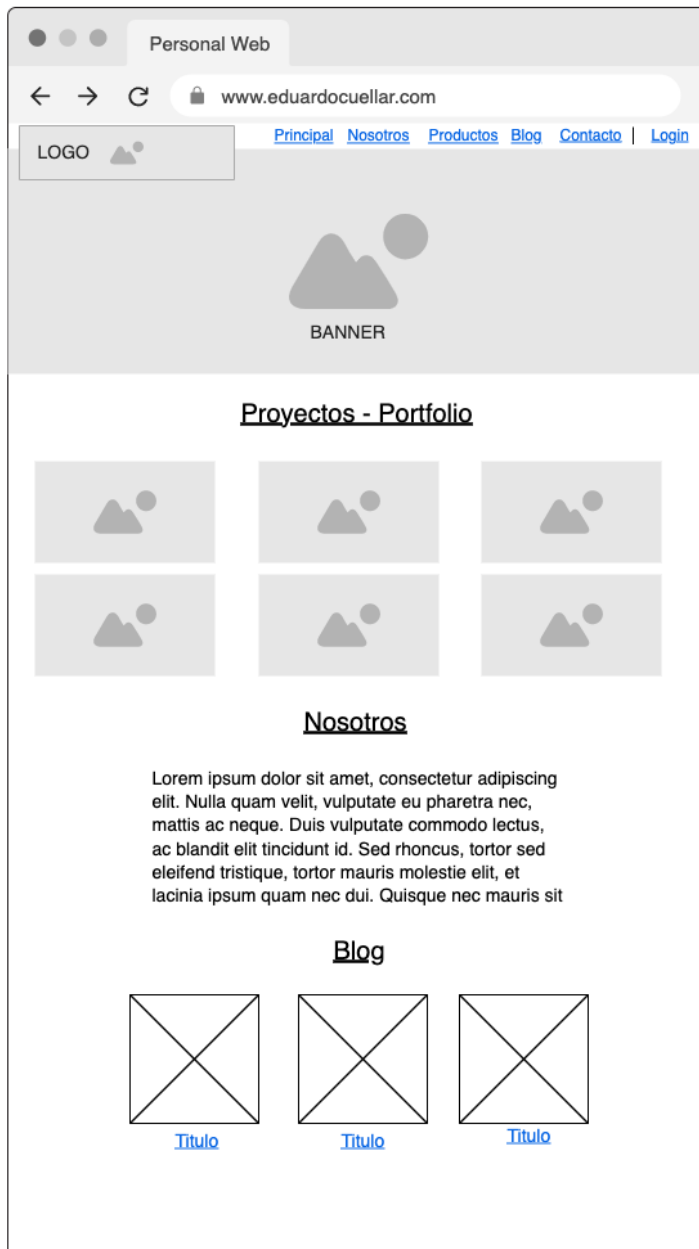 Personal Web
www.eduardocuellar.com
LOGO
Principal Nosotros Productos Blog Contacto | Login
BANNER
Proyectos - Portfolio
Nosotros
Lorem ipsum dolor sit amet, consectetur adipiscing
elit. Nulla quam velit, vulputate eu pharetra nec,
mattis ac neque. Duis vulputate commodo lectus,
ac blandit elit tincidunt id. Sed rhoncus, tortor sed
eleifend tristique, tortor mauris molestie elit, et
lacinia ipsum quam nec dui. Quisque nec mauris sit
Blog
Titulo Titulo Titulo